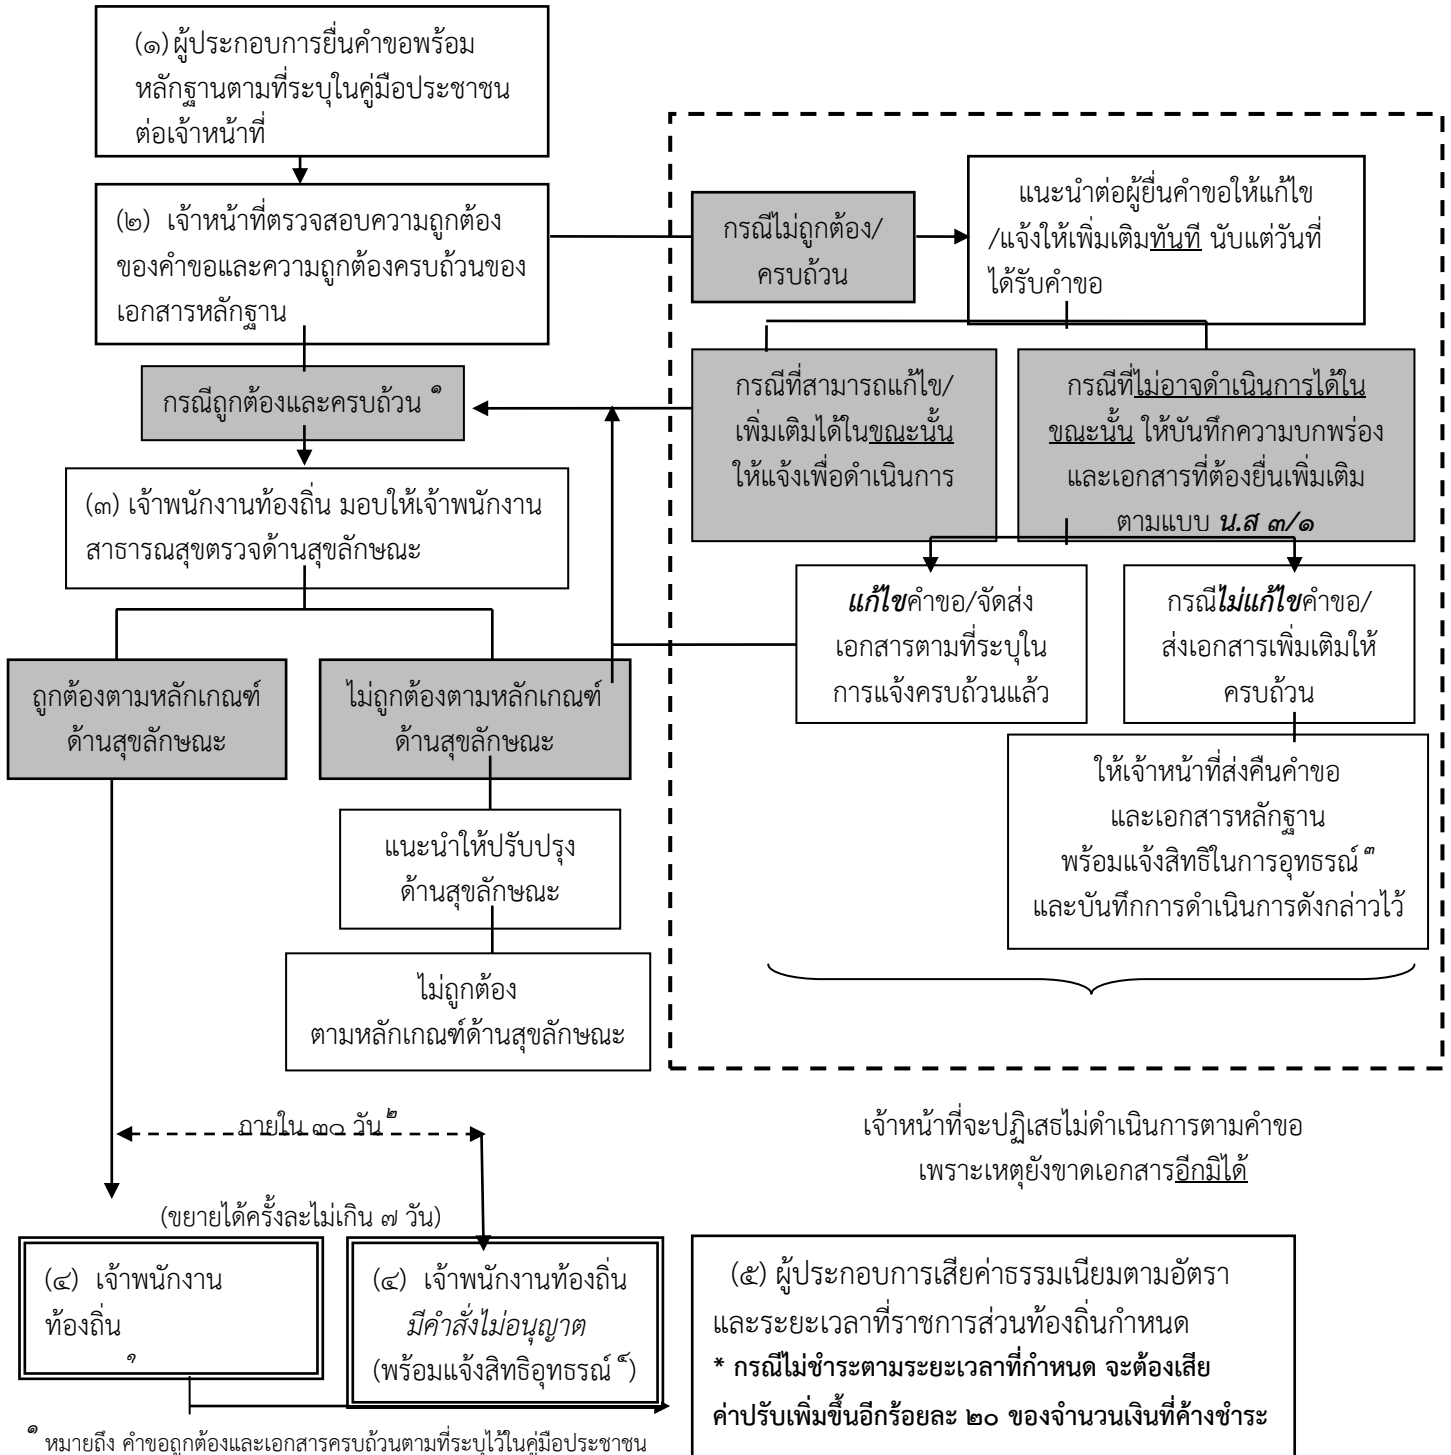 (๑) ผู้ประกอบการยื่นคำขอพร้อม
หลักฐานตามที่ระบุในคู่มือประชาชน
ต่อเจ้าหน้าที่
(๒) เจ้าหน้าที่ตรวจสอบความถูกต้อง
ของคำขอและความถูกต้องครบถ้วนของ
เอกสารหลักฐาน
กรณีไม่ถูกต้อง/
ครบถ้วน
แนะนำต่อผู้ยื่นคำขอให้แก้ไข
/แจ้งให้เพิ่มเติมทันที นับแต่วันที่
ได้รับคำขอ
กรณีถูกต้องและครบถ้วน ๑
กรณีที่สามารถแก้ไข/
เพิ่มเติมได้ในขณะนั้น
ให้แจ้งเพื่อดำเนินการ
กรณีที่ไม่อาจดำเนินการได้ใน
ขณะนั้น ให้บันทึกความบกพร่อง
และเอกสารที่ต้องยื่นเพิ่มเติม
ตามแบบ น.ส ๓/๑
(๓) เจ้าพนักงานท้องถิ่น มอบให้เจ้าพนักงาน
สาธารณสุขตรวจด้านสุขลักษณะ
แก้ไขคำขอ/จัดส่ง
เอกสารตามที่ระบุใน
การแจ้งครบถ้วนแล้ว
กรณีไม่แก้ไขคำขอ/
ส่งเอกสารเพิ่มเติมให้
ครบถ้วน
ถูกต้องตามหลักเกณฑ์
ด้านสุขลักษณะ
ไม่ถูกต้องตามหลักเกณฑ์
ด้านสุขลักษณะ
ให้เจ้าหน้าที่ส่งคืนคำขอ
และเอกสารหลักฐาน
พร้อมแจ้งสิทธิในการอุทธรณ์ ๓
และบันทึกการดำเนินการดังกล่าวไว้
แนะนำให้ปรับปรุง
ด้านสุขลักษณะ
ไม่ถูกต้อง
ตามหลักเกณฑ์ด้านสุขลักษณะ
ภายใน ๓๐ วัน ๒
เจ้าหน้าที่จะปฏิเสธไม่ดำเนินการตามคำขอ
เพราะเหตุยังขาดเอกสารอีกมิได้
(ขยายได้ครั้งละไม่เกิน ๗ วัน)
(๔) เจ้าพนักงาน
ท้องถิ่น
(๔) เจ้าพนักงานท้องถิ่น
มีคำสั่งไม่อนุญาต
(พร้อมแจ้งสิทธิอุทธรณ์ ๔)
(๕) ผู้ประกอบการเสียค่าธรรมเนียมตามอัตรา
และระยะเวลาที่ราชการส่วนท้องถิ่นกำหนด
* กรณีไม่ชำระตามระยะเวลาที่กำหนด จะต้องเสีย
ค่าปรับเพิ่มขึ้นอีกร้อยละ ๒๐ ของจำนวนเงินที่ค้างชำระ
๑ หมายถึง คำขอถูกต้องและเอกสารครบถ้วนตามที่ระบุไว้ในคู่มือประชาชน